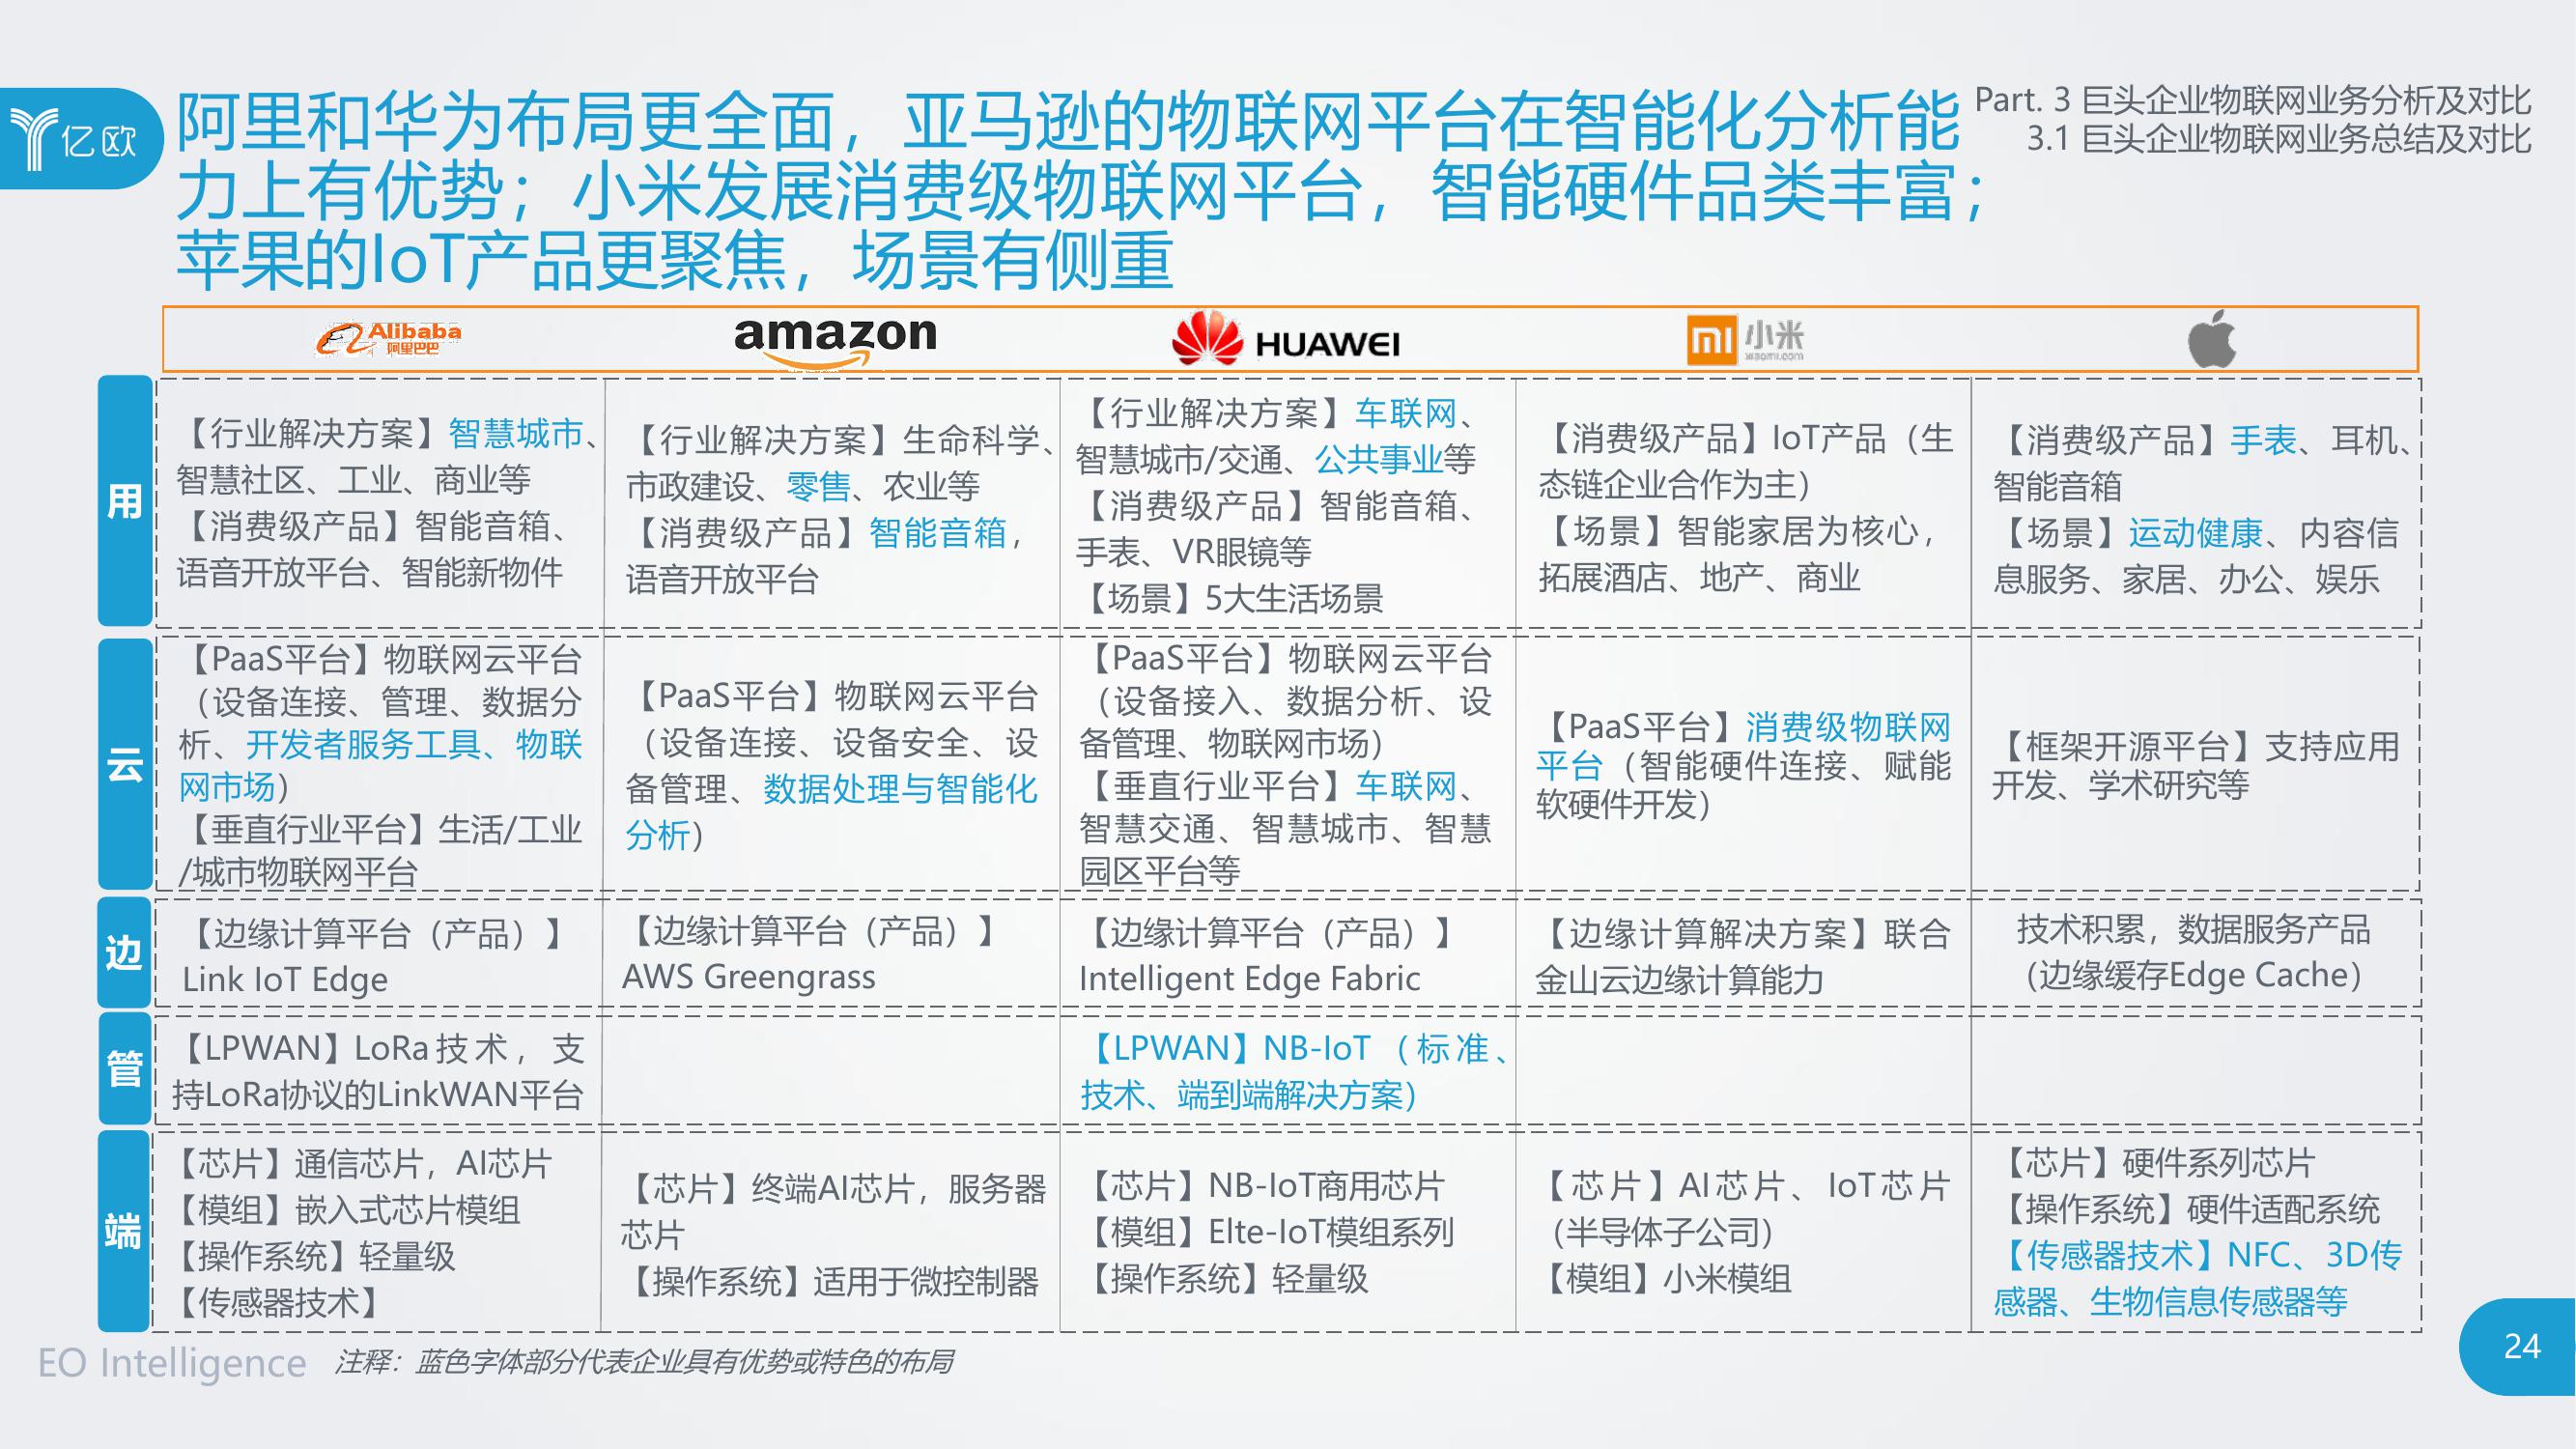 亿欧
阿里和华为布局更全面，亚马逊的物联网平台在智能化分析能
力上有优势；小米发展消费级物联网平台，智能硬件品类丰富；
苹果的IoT产品更聚焦，场景有侧重
Part. 3 巨头企业物联网业务分析及对比
3.1 巨头企业物联网业务总结及对比
Alibaba
阿里巴巴
amazon
HUAWEI
小米
xiaomi.com
用
【行业解决方案】智慧城市、
智慧社区、工业、商业等
【消费级产品】智能音箱、
语音开放平台、智能新物件
【行业解决方案】生命科学、
市政建设、零售、农业等
【消费级产品】智能音箱，
语音开放平台
【行业解决方案】车联网、
智慧城市/交通、公共事业等
【消费级产品】智能音箱、
手表、VR眼镜等
【场景】5大生活场景
【消费级产品】IoT产品（生
态链企业合作为主）
【场景】智能家居为核心，
拓展酒店、地产、商业
【消费级产品】手表、耳机、
智能音箱
【场景】运动健康、内容信
息服务、家居、办公、娱乐
云
【PaaS平台】物联网云平台
（设备连接、管理、数据分
析、开发者服务工具、物联
网市场）
【垂直行业平台】生活/工业
/城市物联网平台
【PaaS平台】物联网云平台
（设备连接、设备安全、设
备管理、数据处理与智能化
分析）
【PaaS平台】物联网云平台
（设备接入、数据分析、设
备管理、物联网市场）
【垂直行业平台】车联网、
智慧交通、智慧城市、智慧
园区平台等
【PaaS平台】消费级物联网
平台（智能硬件连接、赋能
软硬件开发）
【框架开源平台】支持应用
开发、学术研究等
边
【边缘计算平台（产品）】
Link IoT Edge
【边缘计算平台（产品）】
AWS Greengrass
【边缘计算平台（产品）】
Intelligent Edge Fabric
【边缘计算解决方案】联合
金山云边缘计算能力
技术积累，数据服务产品
（边缘缓存Edge Cache）
管
【LPWAN】LoRa技术，支
持LoRa协议的LinkWAN平台
【LPWAN】NB-IoT（标准、
技术、端到端解决方案）
端
【芯片】通信芯片，AI芯片
【模组】嵌入式芯片模组
【操作系统】轻量级
【传感器技术】
【芯片】终端AI芯片，服务器
芯片
【操作系统】适用于微控制器
【芯片】NB-IoT商用芯片
【模组】Elte-IoT模组系列
【操作系统】轻量级
【芯片】AI芯片、IoT芯片
（半导体子公司）
【模组】小米模组
【芯片】硬件系列芯片
【操作系统】硬件适配系统
【传感器技术】NFC、3D传
感器、生物信息传感器等
EO Intelligence
注释：蓝色字体部分代表企业具有优势或特色的布局
24